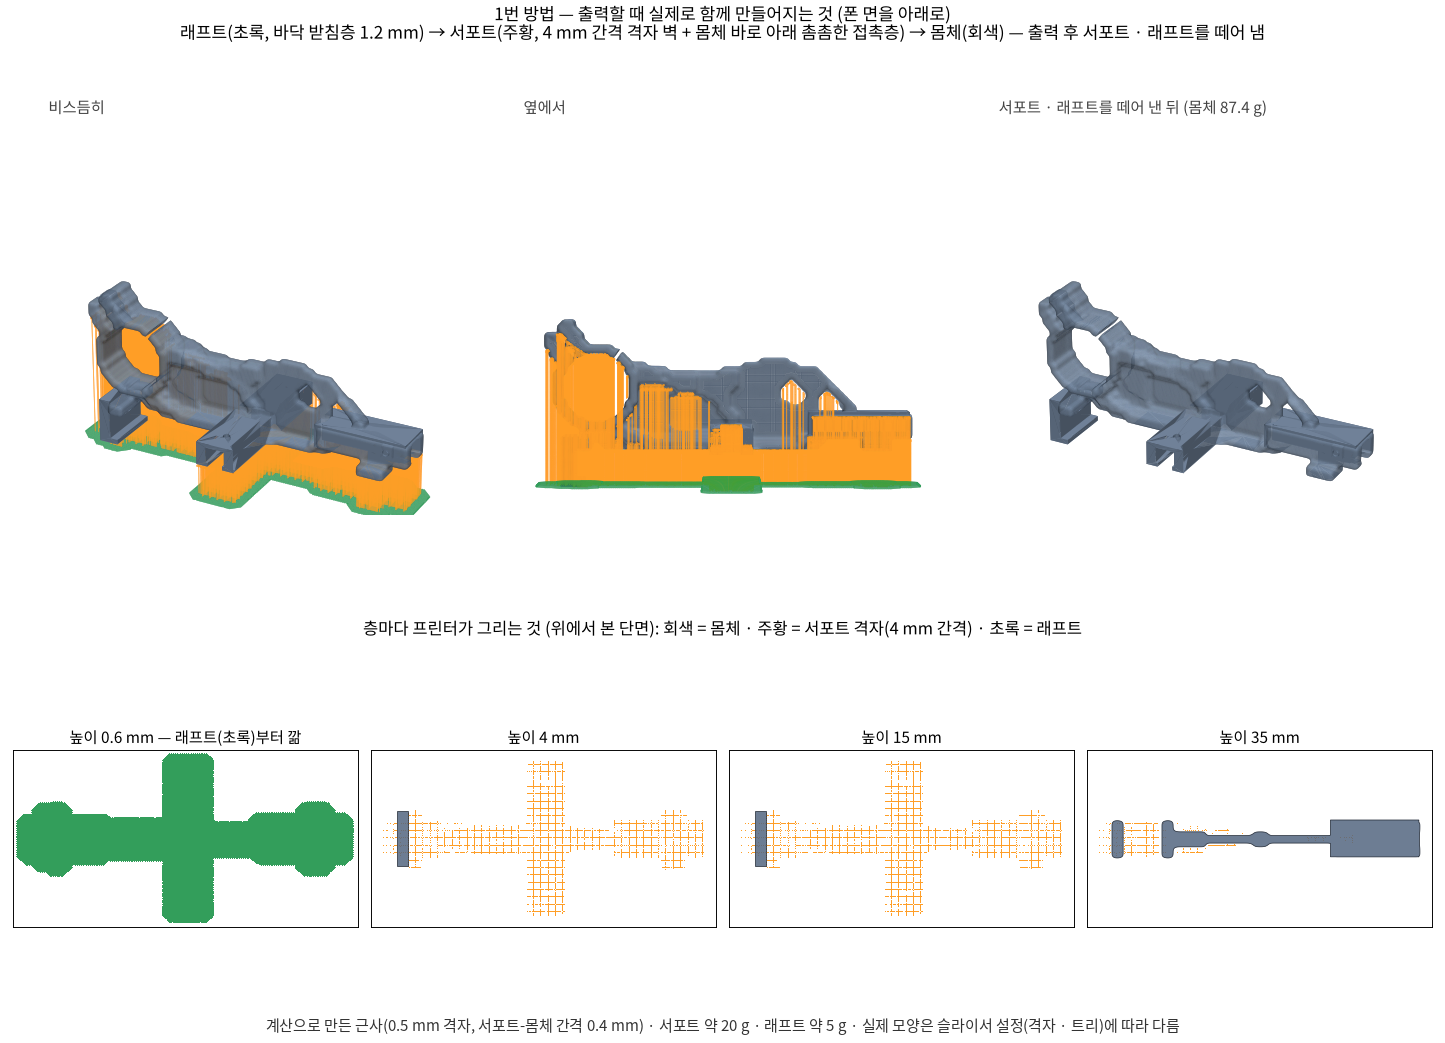 1번 방법 — 출력할 때 실제로 함께 만들어지는 것 (폰 면을 아래로)
래프트(초록, 바닥 받침층 1.2 mm) → 서포트(주황, 4 mm 간격 격자 벽 + 몸체 바로 아래 촘촘한 접촉층) → 몸체(회색) — 출력 후 서포트 · 래프트를 떼어 냄
비스듬히
옆에서
서포트 · 래프트를 떼어 낸 뒤 (몸체 87.4 g)
층마다 프린터가 그리는 것 (위에서 본 단면): 회색 = 몸체 · 주황 = 서포트 격자(4 mm 간격) · 초록 = 래프트
높이 0.6 mm — 래프트(초록)부터 깖
높이 4 mm
높이 15 mm
높이 35 mm
계산으로 만든 근사(0.5 mm 격자, 서포트-몸체 간격 0.4 mm) · 서포트 약 20 g · 래프트 약 5 g · 실제 모양은 슬라이서 설정(격자 · 트리)에 따라 다름